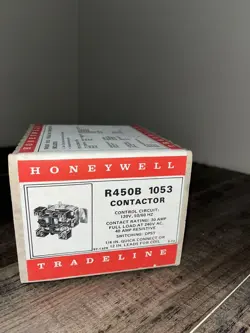 HONEYWELL
R450B 1053
CONTACTOR
CONTROL CIRCUIT:
120V, 50/60 HZ
CONTACT RATING: 30 AMP
FULL LOAD AT 240V AC,
40 AMP RESISTIVE
SWITCHING: DPST
1/4 IN. QUICK CONNECT OR
12 IN. LEADS FOR COIL
TRADELINE